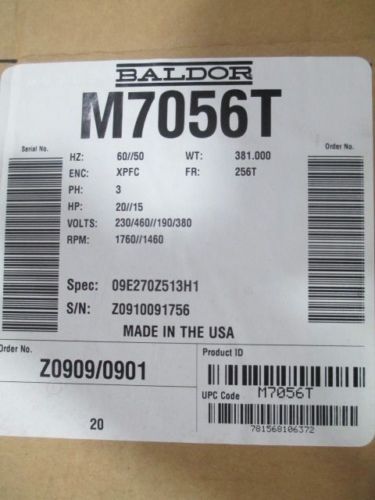 BALDOR
M7056T
Serial No.
Order No.
HZ: 60//50 WT: 381.000
ENC: XPFC FR: 256T
PH: 3
HP: 20//15
VOLTS: 230/460//190/380
RPM: 1760//1460
Spec: 09E270Z513H1
S/N: Z0910091756
MADE IN THE USA
Order No.
Z0909/0901
20
Product ID
M7056T
UPC Code
781568106372